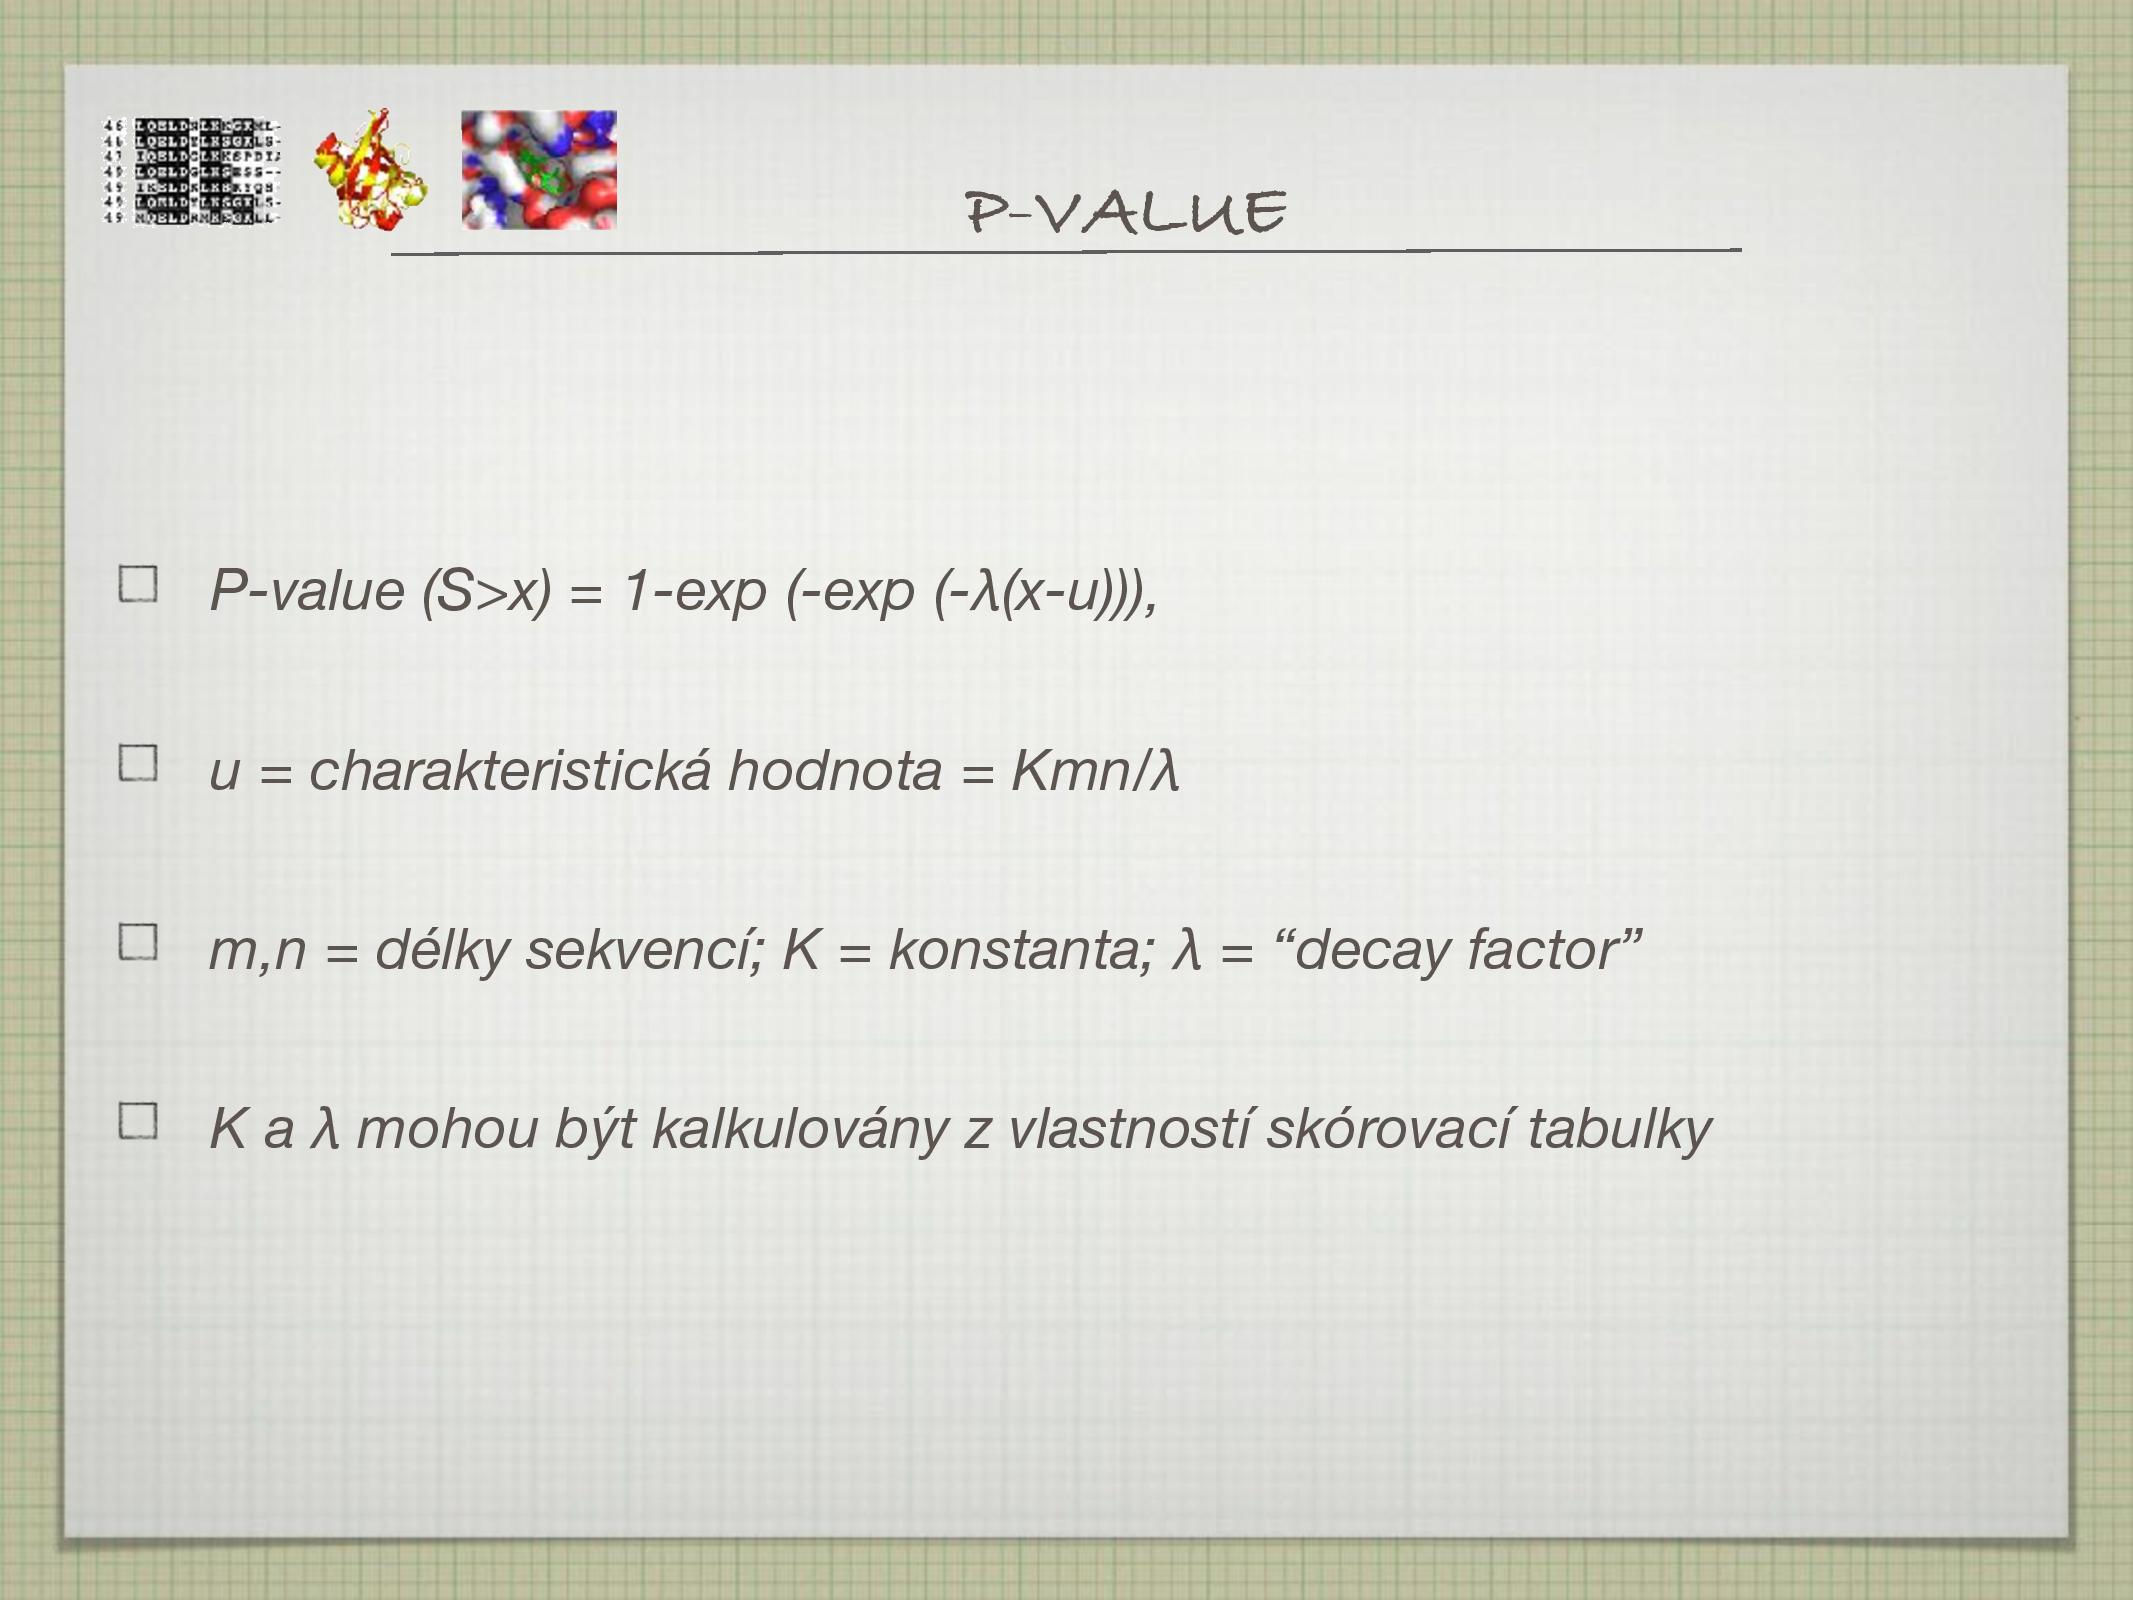 P-VALUE
P-value (S>x) = 1-exp (-exp (-λ(x-u))),
u = charakteristická hodnota = Kmn/λ
m,n = délky sekvencí; K = konstanta; λ = “decay factor”
K a λ mohou být kalkulovány z vlastností skórovací tabulky